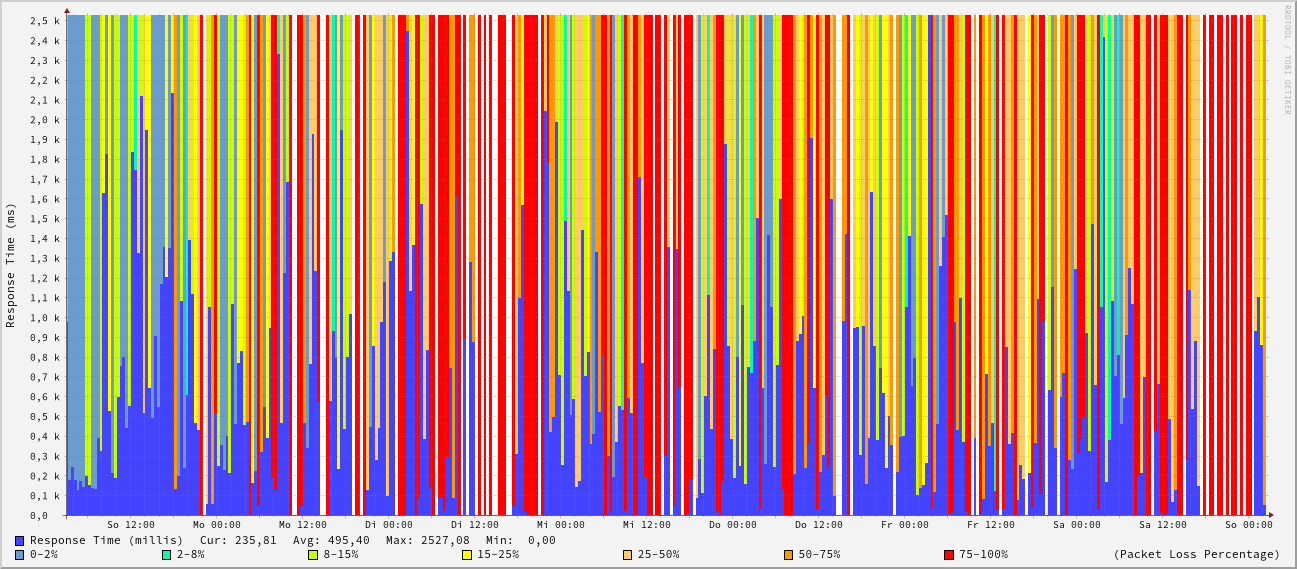 RRDTOOL / TOBI OETIKER
Response Time (ms)
2,5 k
2,4 k
2,3 k
2,2 k
2,1 k
2,0 k
1,9 k
1,8 k
1,7 k
1,6 k
1,5 k
1,4 k
1,3 k
1,2 k
1,1 k
1,0 k
0,9 k
0,8 k
0,7 k
0,6 k
0,5 k
0,4 k
0,3 k
0,2 k
0,1 k
0,0
So 12:00 Mo 00:00 Mo 12:00 Di 00:00 Di 12:00 Mi 00:00 Mi 12:00 Do 00:00 Do 12:00 Fr 00:00 Fr 12:00 Sa 00:00 Sa 12:00 So 00:00
Response Time (millis) Cur: 235,81 Avg: 495,40 Max: 2527,08 Min: 0,00
0-2% 2-8% 8-15% 15-25% 25-50% 50-75% 75-100% (Packet Loss Percentage)